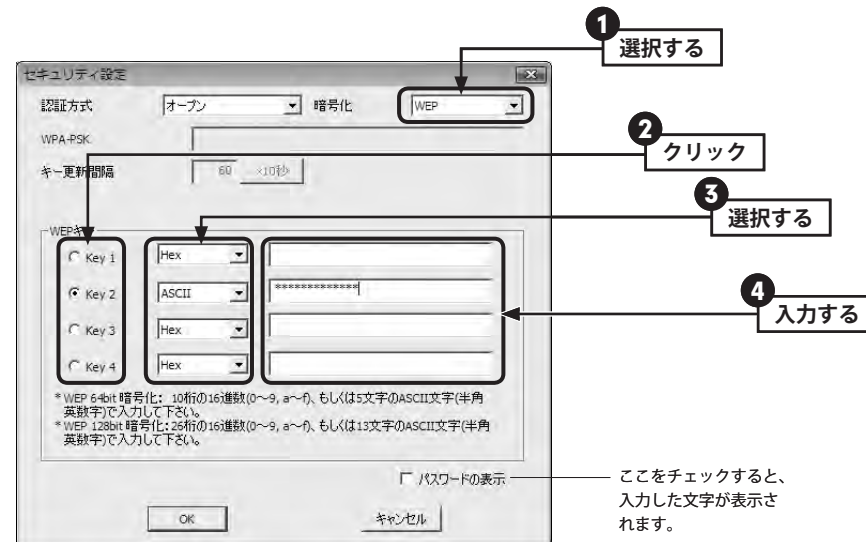 1
選択する
セキュリティ設定
認証方式 オープン 暗号化 WEP
2
クリック
WPA-PSK
キー更新間隔 60 ×10秒
3
選択する
WEPキー
Key 1 Hex
Key 2 ASCII *************
4
入力する
Key 3 Hex
Key 4 Hex
* WEP 64bit 暗号化: 10桁の16進数(0～9, a～f)、もしくは5文字のASCII文字(半角
英数字)で入力して下さい。
* WEP 128bit 暗号化:26桁の16進数(0～9, a～f)、もしくは13文字のASCII文字(半角
英数字)で入力して下さい。
パスワードの表示
ここをチェックすると、
入力した文字が表示さ
れます。
OK キャンセル